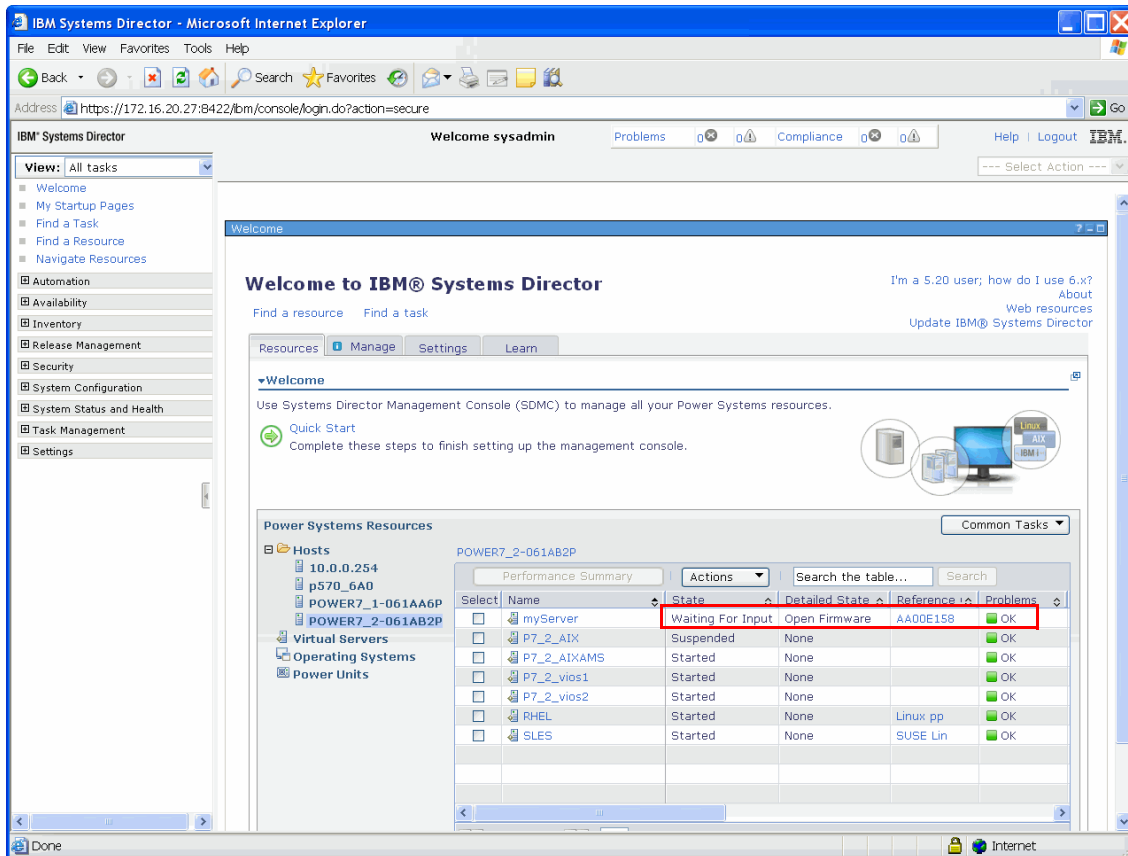 IBM Systems Director - Microsoft Internet Explorer
File Edit View Favorites Tools Help
Back Search Favorites
Address https://172.16.20.27:8422/ibm/console/login.do?action=secure Go
IBM® Systems Director Welcome sysadmin Problems 0 0 Compliance 0 0 Help | Logout IBM.
View: All tasks --- Select Action ---
Welcome
My Startup Pages
Find a Task
Find a Resource
Navigate Resources
Automation
Availability
Inventory
Release Management
Security
System Configuration
System Status and Health
Task Management
Settings
Welcome ?
Welcome to IBM® Systems Director
I'm a 5.20 user; how do I use 6.x?
About
Web resources
Update IBM® Systems Director
Find a resource Find a task
Resources Manage Settings Learn
Welcome
Use Systems Director Management Console (SDMC) to manage all your Power Systems resources.
Quick Start
Complete these steps to finish setting up the management console.
Linux
AIX
IBM i
Power Systems Resources Common Tasks
Hosts
10.0.0.254
p570_6A0
POWER7_1-061AA6P
POWER7_2-061AB2P
Virtual Servers
Operating Systems
Power Units
POWER7_2-061AB2P
Performance Summary Actions Search the table... Search
Select Name State Detailed State Reference Problems
myServer Waiting For Input Open Firmware AA00E158 OK
P7_2_AIX Suspended None OK
P7_2_AIXAMS Started None OK
P7_2_vios1 Started None OK
P7_2_vios2 Started None OK
RHEL Started None Linux pp OK
SLES Started None SUSE Lin OK
Done Internet